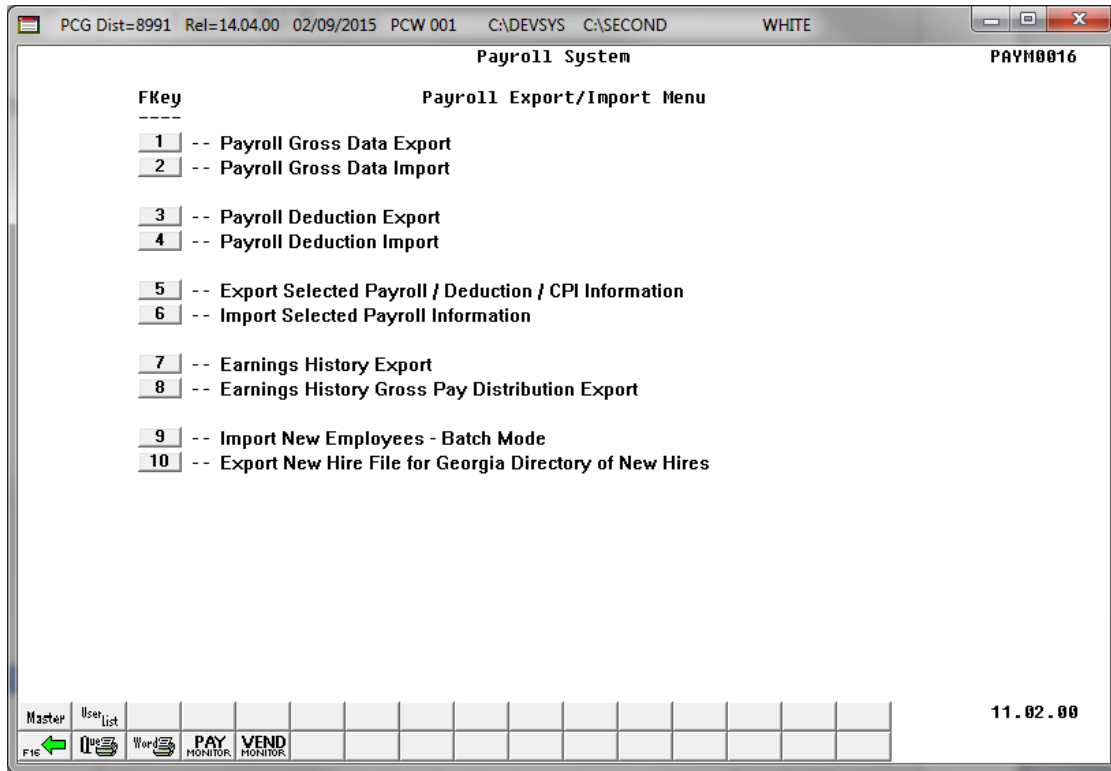 PCG Dist=8991 Rel=14.04.00 02/09/2015 PCW 001 C:\DEVSYS C:\SECOND WHITE
Payroll System PAYM0016
FKey Payroll Export/Import Menu
----
1 -- Payroll Gross Data Export
2 -- Payroll Gross Data Import
3 -- Payroll Deduction Export
4 -- Payroll Deduction Import
5 -- Export Selected Payroll / Deduction / CPI Information
6 -- Import Selected Payroll Information
7 -- Earnings History Export
8 -- Earnings History Gross Pay Distribution Export
9 -- Import New Employees - Batch Mode
10 -- Export New Hire File for Georgia Directory of New Hires
Master User List 11.02.00
F16 Que Word PAY MONITOR VEND MONITOR